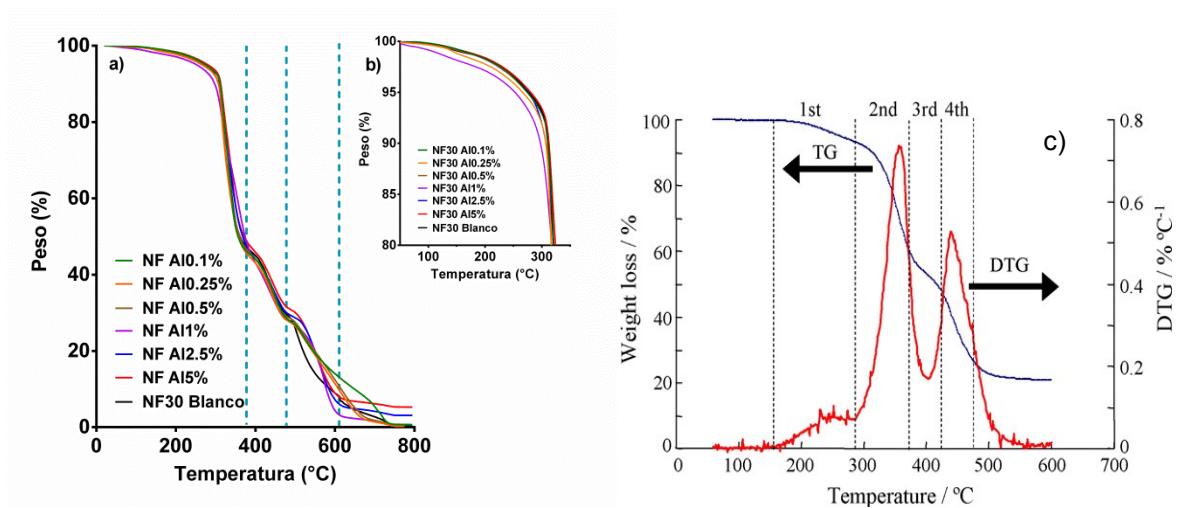 a)
100
80
60
40
20
0
Peso (%)
0 200 400 600 800
Temperatura (°C)
NF Al0.1%
NF Al0.25%
NF Al0.5%
NF Al1%
NF Al2.5%
NF Al5%
NF30 Blanco
b)
100
95
90
85
80
Peso (%)
100 200 300
Temperatura (°C)
NF30 Al0.1%
NF30 Al0.25%
NF30 Al0.5%
NF30 Al1%
NF30 Al2.5%
NF30 Al5%
NF30 Blanco
c)
1st 2nd 3rd 4th
100
80
60
40
20
0
Weight loss / %
TG
DTG
0.8
0.6
0.4
0.2
0
DTG / % ºC-1
0 100 200 300 400 500 600 700
Temperature / ºC